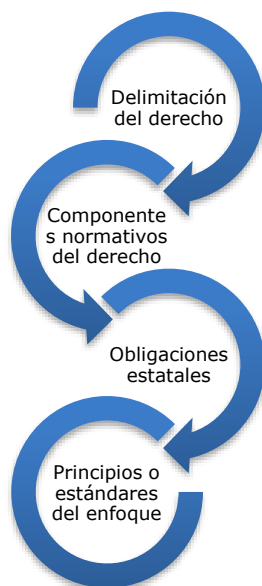 Delimitación
del derecho
Componente
s normativos
del derecho
Obligaciones
estatales
Principios o
estándares
del enfoque